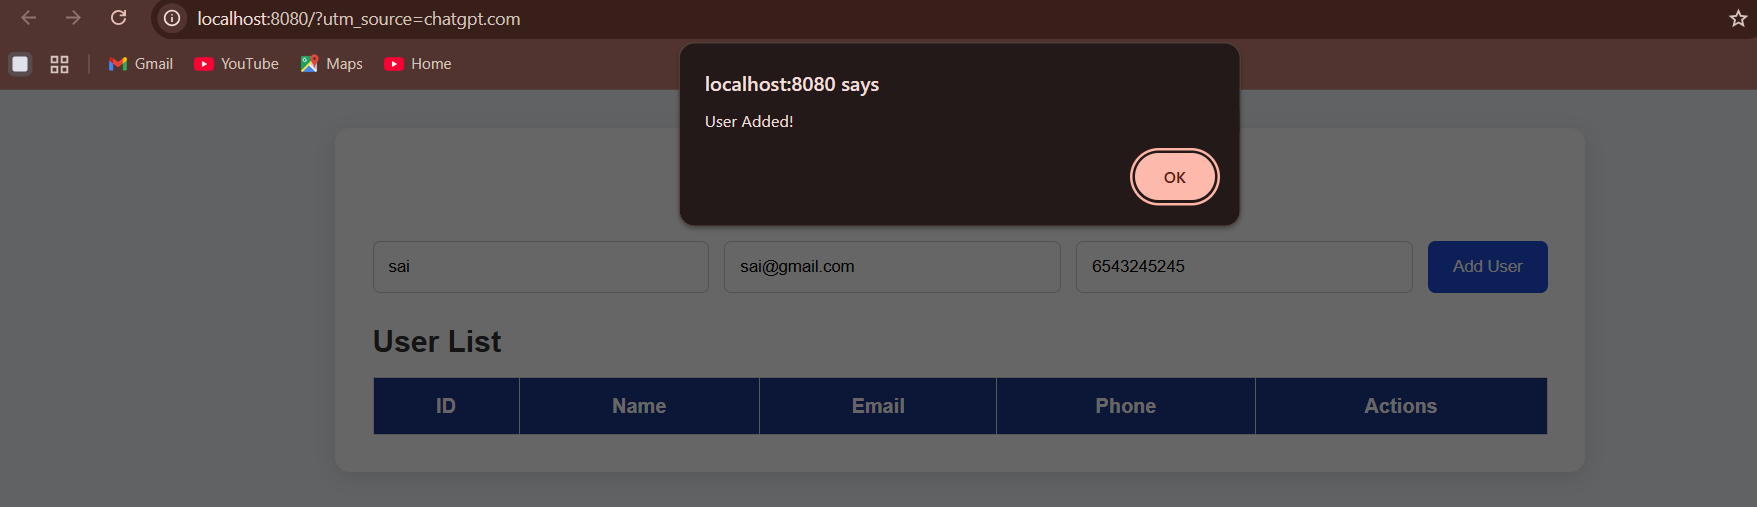 localhost:8080/?utm_source=chatgpt.com
Gmail YouTube Maps Home
localhost:8080 says
User Added!
OK
sai sai@gmail.com 6543245245 Add User
User List
ID Name Email Phone Actions